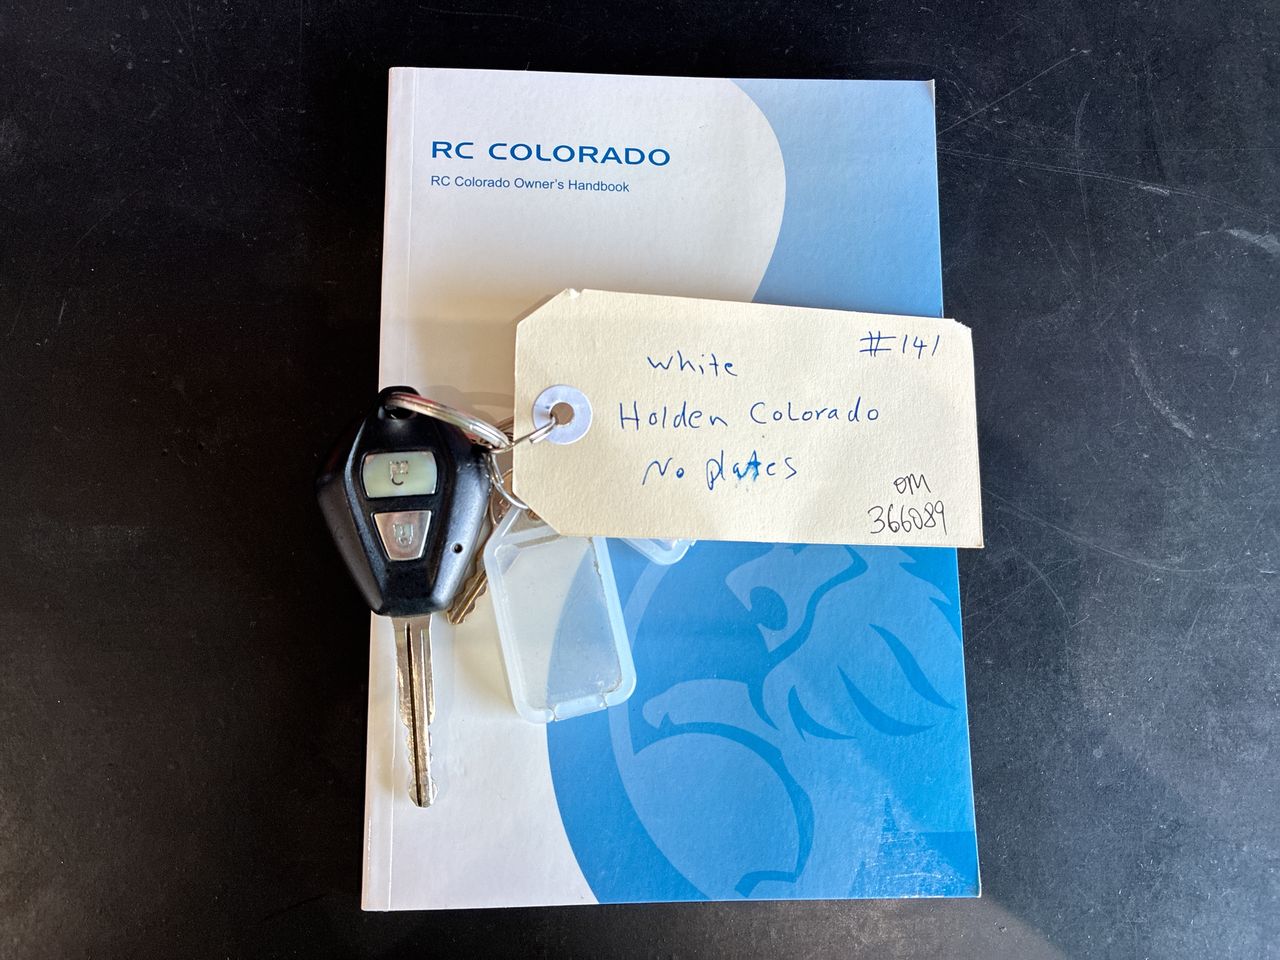 RC COLORADO
RC Colorado Owner's Handbook
#141
white
Holden Colorado
No plates
OM
366089